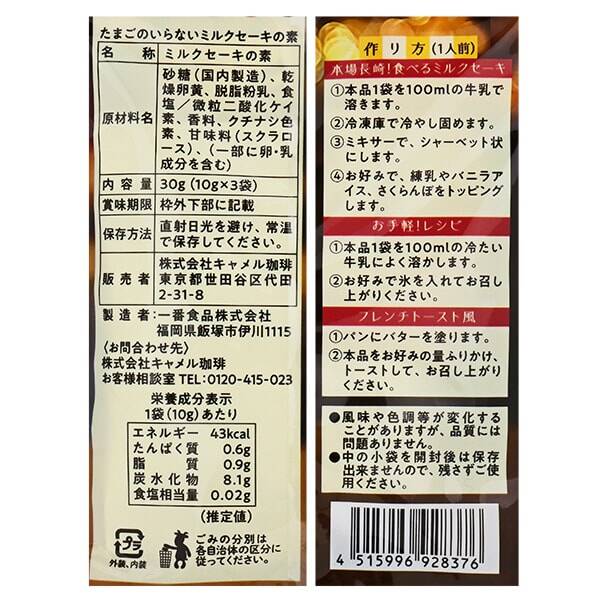 たまごのいらないミルクセーキの素
名称 ミルクセーキの素
原材料名 砂糖(国内製造)、乾
燥卵黄、脱脂粉乳、食
塩/微粒二酸化ケイ
素、香料、クチナシ色
素、甘味料(スクラロ
ース)、(一部に卵・乳
成分を含む)
内容量 30g(10g×3袋)
賞味期限 枠外下部に記載
保存方法 直射日光を避け、常温
で保存してください。
販売者 株式会社キャメル珈琲
東京都世田谷区代田
2-31-8
製造者:一番食品株式会社
福岡県飯塚市伊川1115
〈お問合わせ先〉
株式会社キャメル珈琲
お客様相談室TEL:0120-415-023
栄養成分表示
1袋(10g)あたり
エネルギー 43kcal
たんぱく質 0.6g
脂質 0.9g
炭水化物 8.1g
食塩相当量 0.02g
(推定値)
プラ
外装、内装
ごみの分別は
各自治体の区分に
従ってください。
作り方(1人前)
本場長崎!食べるミルクセーキ
①本品1袋を100mlの牛乳で
溶きます。
②冷凍庫で冷やし固めます。
③ミキサーで、シャーベット状
にします。
④お好みで、練乳やバニラア
イス、さくらんぼをトッピング
します。
お手軽!レシピ
①本品1袋を100mlの冷たい
牛乳によく溶かします。
②お好みで氷を入れてお召し
上がりください。
フレンチトースト風
①パンにバターを塗ります。
②本品をお好みの量ふりかけ、
トーストして、お召し上がり
ください。
●風味や色調等が変化する
ことがありますが、品質には
問題ありません。
●中の小袋を開封後は保存
出来ませんので、残さずご使
用ください。
4 515996 928376